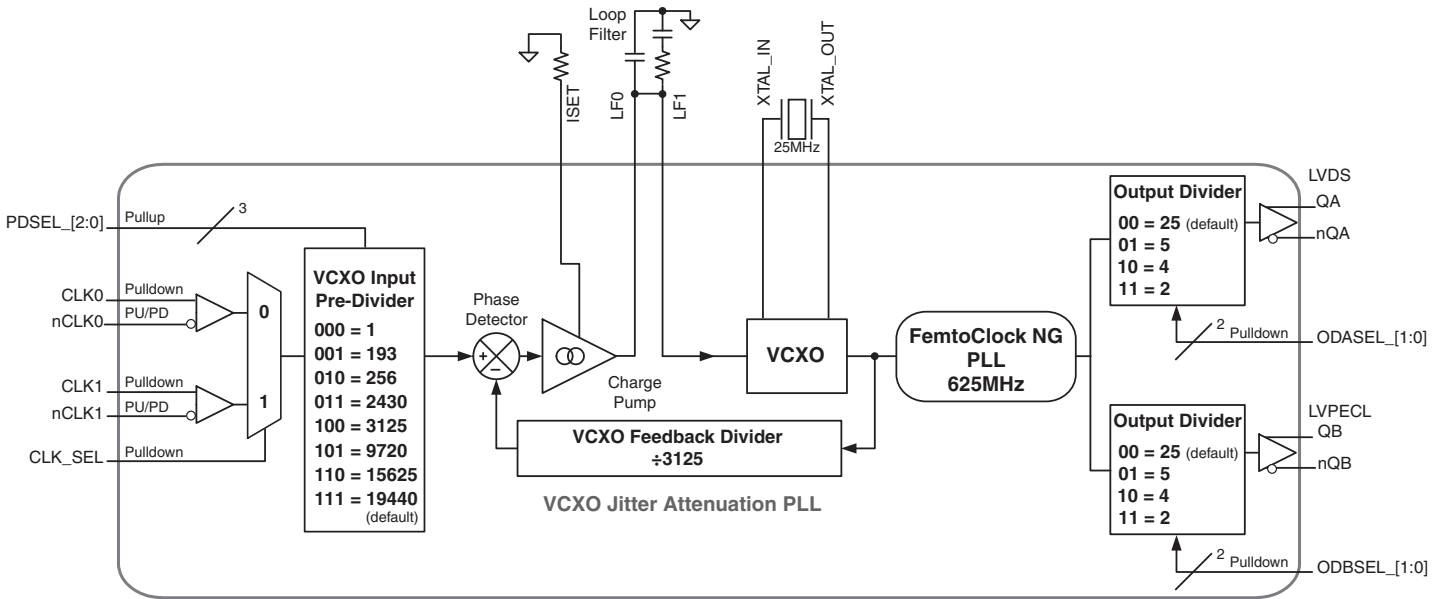 Loop
Filter
ISET
LF0
LF1
XTAL_IN
XTAL_OUT
25MHz
PDSEL_[2:0]
Pullup
3
CLK0
Pulldown
nCLK0
PU/PD
CLK1
Pulldown
nCLK1
PU/PD
CLK_SEL
Pulldown
0
1
VCXO Input
Pre-Divider
000 = 1
001 = 193
010 = 256
011 = 2430
100 = 3125
101 = 9720
110 = 15625
111 = 19440
(default)
Phase
Detector
+
–
Charge
Pump
VCXO
VCXO Feedback Divider
÷3125
VCXO Jitter Attenuation PLL
FemtoClock NG
PLL
625MHz
Output Divider
00 = 25 (default)
01 = 5
10 = 4
11 = 2
LVDS
QA
nQA
2
Pulldown
ODASEL_[1:0]
Output Divider
00 = 25 (default)
01 = 5
10 = 4
11 = 2
LVPECL
QB
nQB
2
Pulldown
ODBSEL_[1:0]